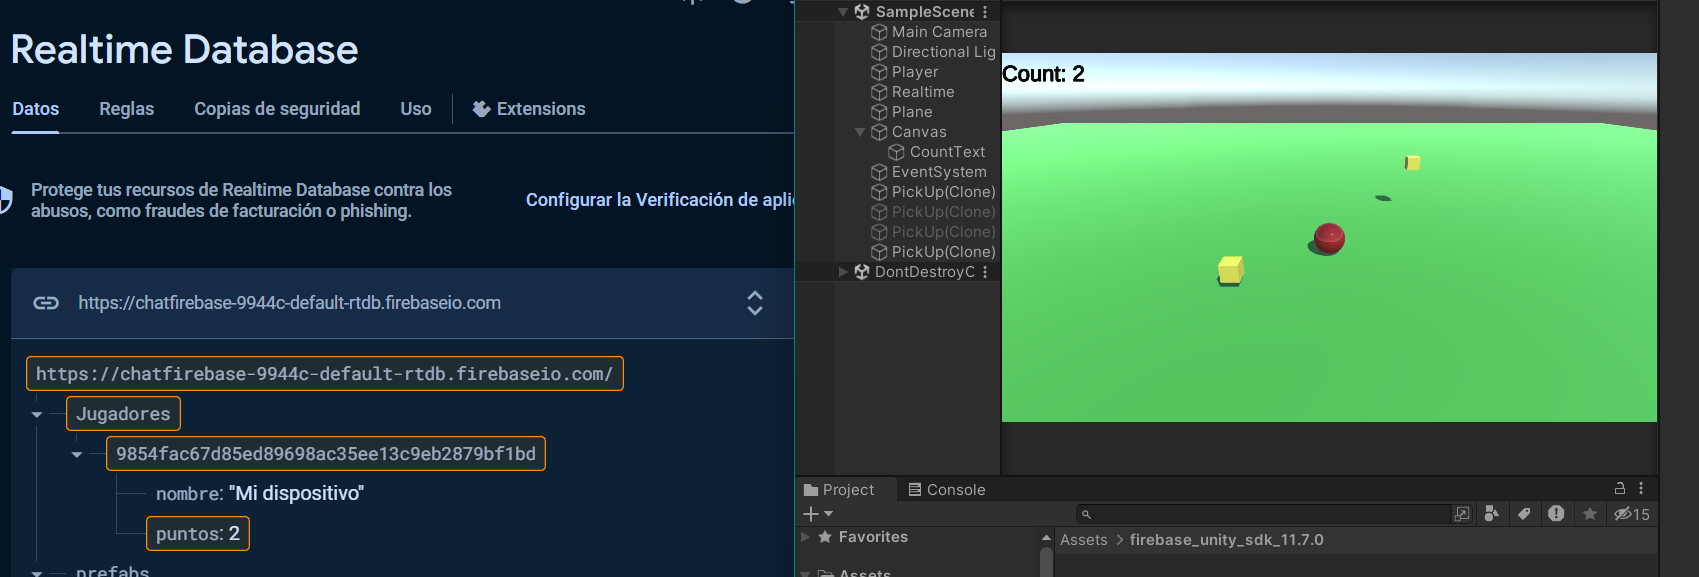 Realtime Database
Datos Reglas Copias de seguridad Uso Extensions
Protege tus recursos de Realtime Database contra los
abusos, como fraudes de facturación o phishing.
Configurar la Verificación de apli
https://chatfirebase-9944c-default-rtdb.firebaseio.com
https://chatfirebase-9944c-default-rtdb.firebaseio.com/
Jugadores
9854fac67d85ed89698ac35ee13c9eb2879bf1bd
nombre: "Mi dispositivo"
puntos: 2
prefabs
SampleScene
Main Camera
Directional Lig
Player
Realtime
Plane
Canvas
CountText
EventSystem
PickUp(Clone)
PickUp(Clone)
PickUp(Clone)
PickUp(Clone)
DontDestroyC
Count: 2
Project Console
15
Favorites
Assets
Assets > firebase_unity_sdk_11.7.0